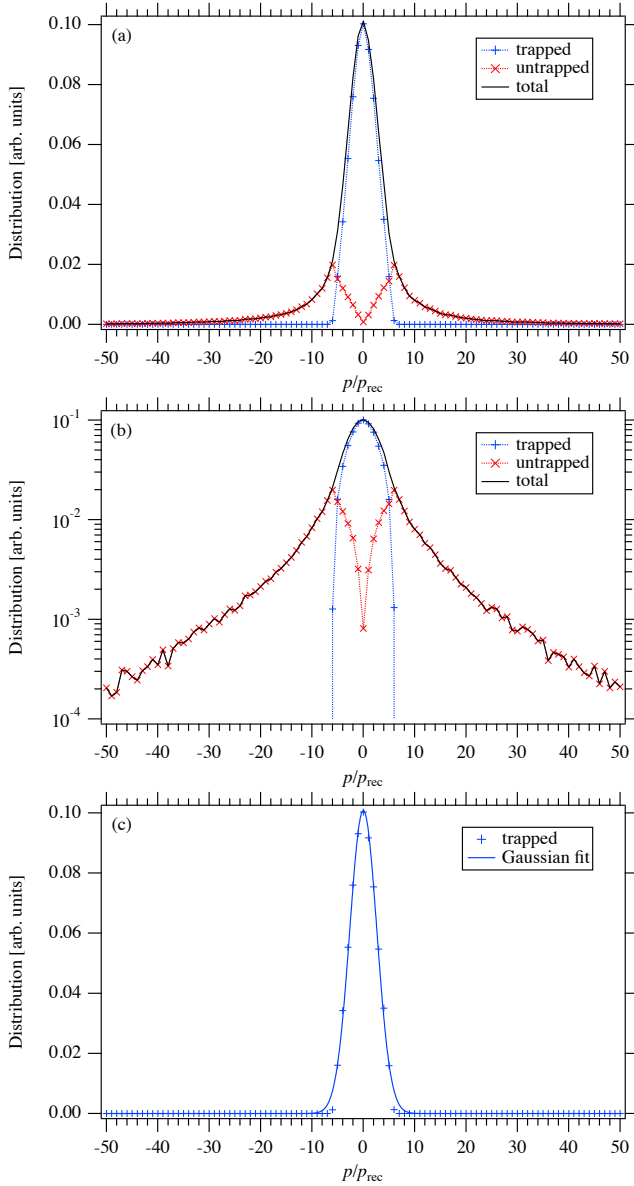 (a)
trapped
untrapped
total
Distribution [arb. units]
0.10
0.08
0.06
0.04
0.02
0.00
-50 -40 -30 -20 -10 0 10 20 30 40 50
p/p_rec
(b)
trapped
untrapped
total
Distribution [arb. units]
10^-1
10^-2
10^-3
10^-4
-50 -40 -30 -20 -10 0 10 20 30 40 50
p/p_rec
(c)
trapped
Gaussian fit
Distribution [arb. units]
0.10
0.08
0.06
0.04
0.02
0.00
-50 -40 -30 -20 -10 0 10 20 30 40 50
p/p_rec